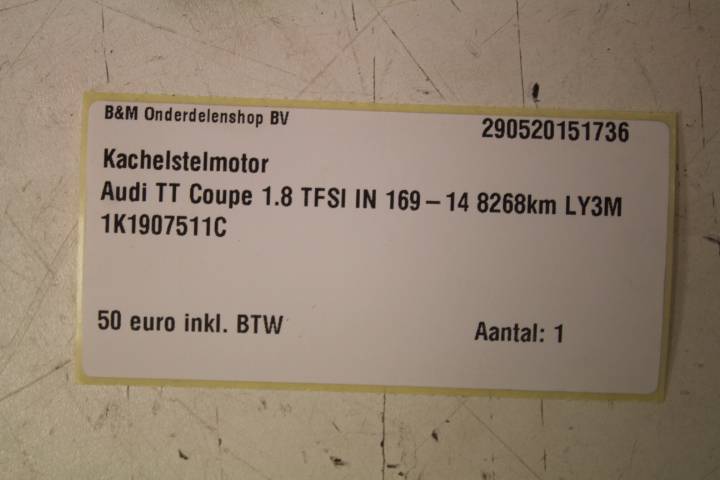 B&M Onderdelenshop BV 290520151736
Kachelstelmotor
Audi TT Coupe 1.8 TFSI IN 169-14 8268km LY3M
1K1907511C
50 euro inkl. BTW Aantal: 1